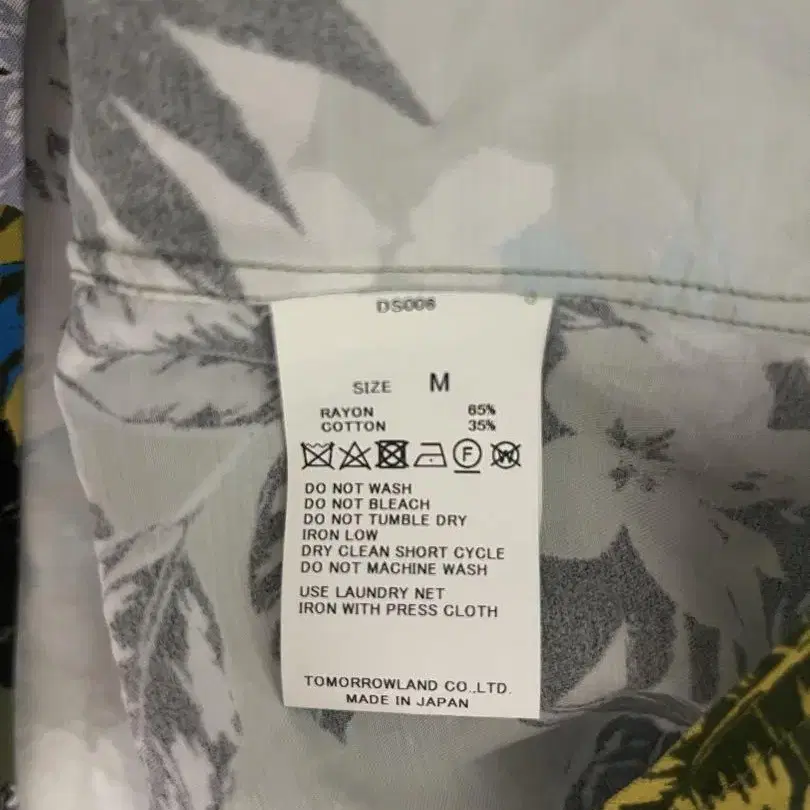 DS006
SIZE M
RAYON 65%
COTTON 35%
F W
DO NOT WASH
DO NOT BLEACH
DO NOT TUMBLE DRY
IRON LOW
DRY CLEAN SHORT CYCLE
DO NOT MACHINE WASH
USE LAUNDRY NET
IRON WITH PRESS CLOTH
TOMORROWLAND CO.,LTD.
MADE IN JAPAN